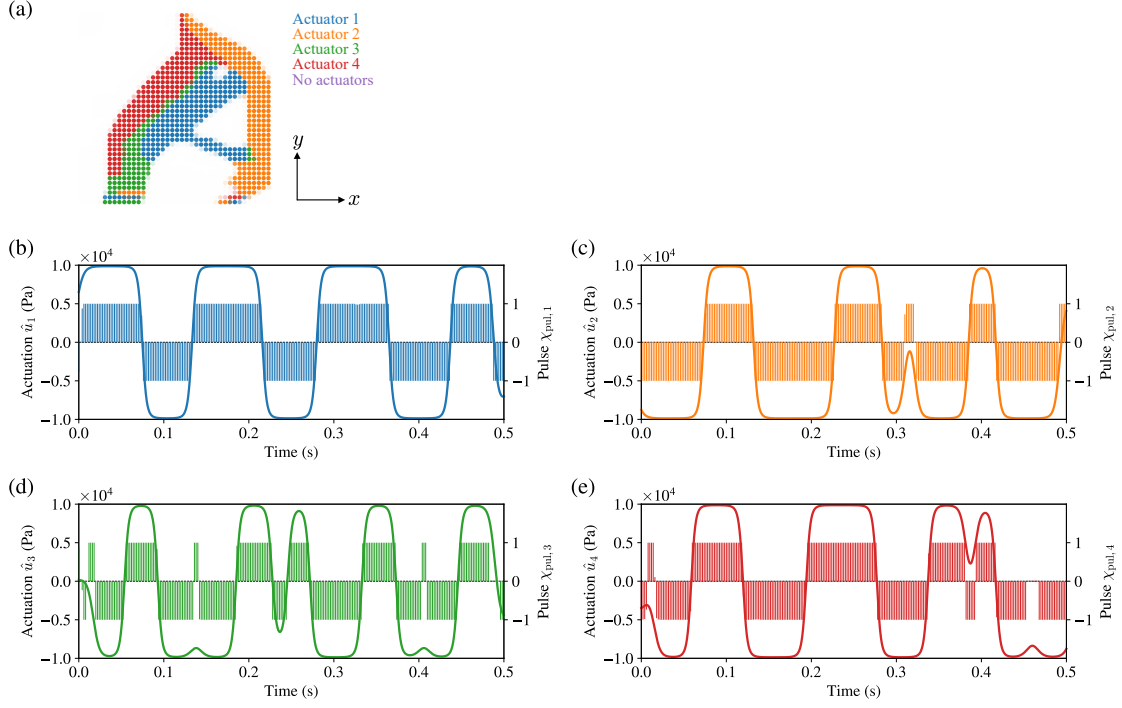 (a)
Actuator 1
Actuator 2
Actuator 3
Actuator 4
No actuators
y
x
(b)
×10⁴
1.0
0.5
0.0
−0.5
−1.0
Actuation û₁ (Pa)
1
0
−1
Pulse χpul, 1
0.0 0.1 0.2 0.3 0.4 0.5
Time (s)
(c)
×10⁴
1.0
0.5
0.0
−0.5
−1.0
Actuation û₂ (Pa)
1
0
−1
Pulse χpul, 2
0.0 0.1 0.2 0.3 0.4 0.5
Time (s)
(d)
×10⁴
1.0
0.5
0.0
−0.5
−1.0
Actuation û₃ (Pa)
1
0
−1
Pulse χpul, 3
0.0 0.1 0.2 0.3 0.4 0.5
Time (s)
(e)
×10⁴
1.0
0.5
0.0
−0.5
−1.0
Actuation û₄ (Pa)
1
0
−1
Pulse χpul, 4
0.0 0.1 0.2 0.3 0.4 0.5
Time (s)